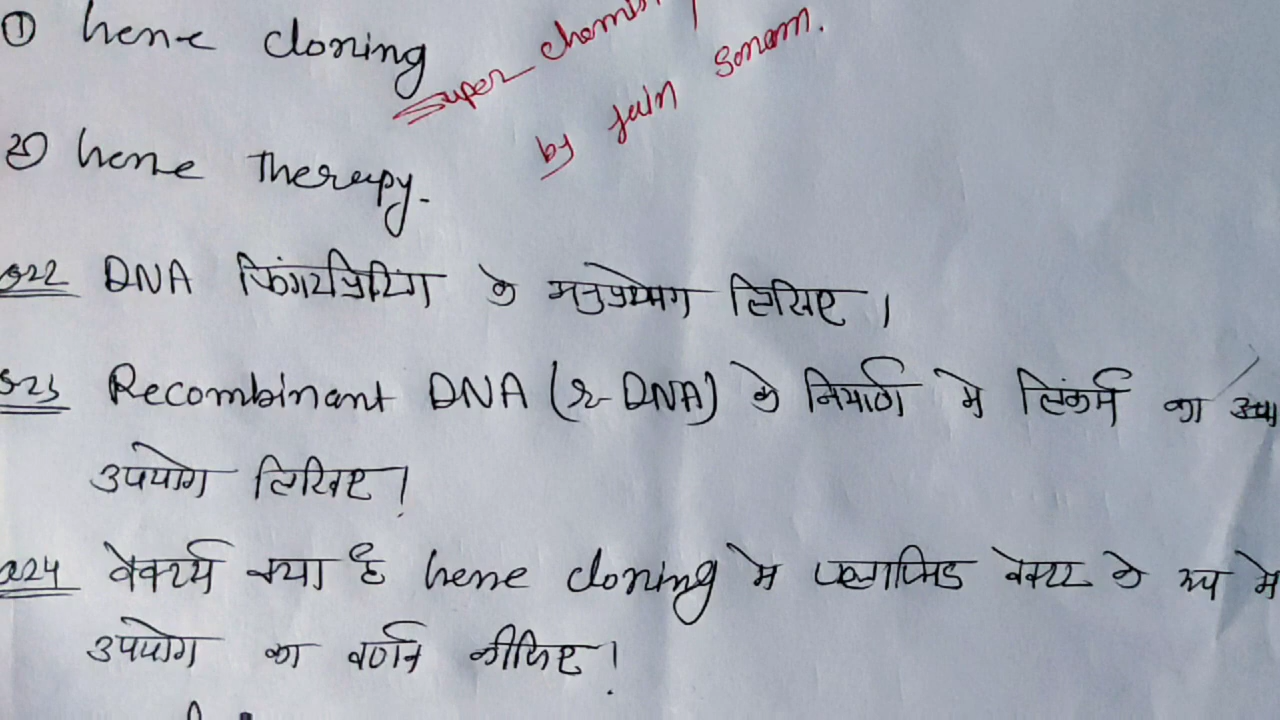 ① Gene cloning
Super
by Jain Sonam.
② Gene Therapy.
Q22 DNA फिंगरप्रिंटिंग के अनुप्रयोग लिखिए।
Q23 Recombinant DNA (r-DNA) के निर्माण मे लिंकर्स का
उपयोग लिखिए।
Q24 वेक्टर्स क्या है Gene cloning मे प्लाज्मिड वेक्टर के रूप मे
उपयोग का वर्णन कीजिए।